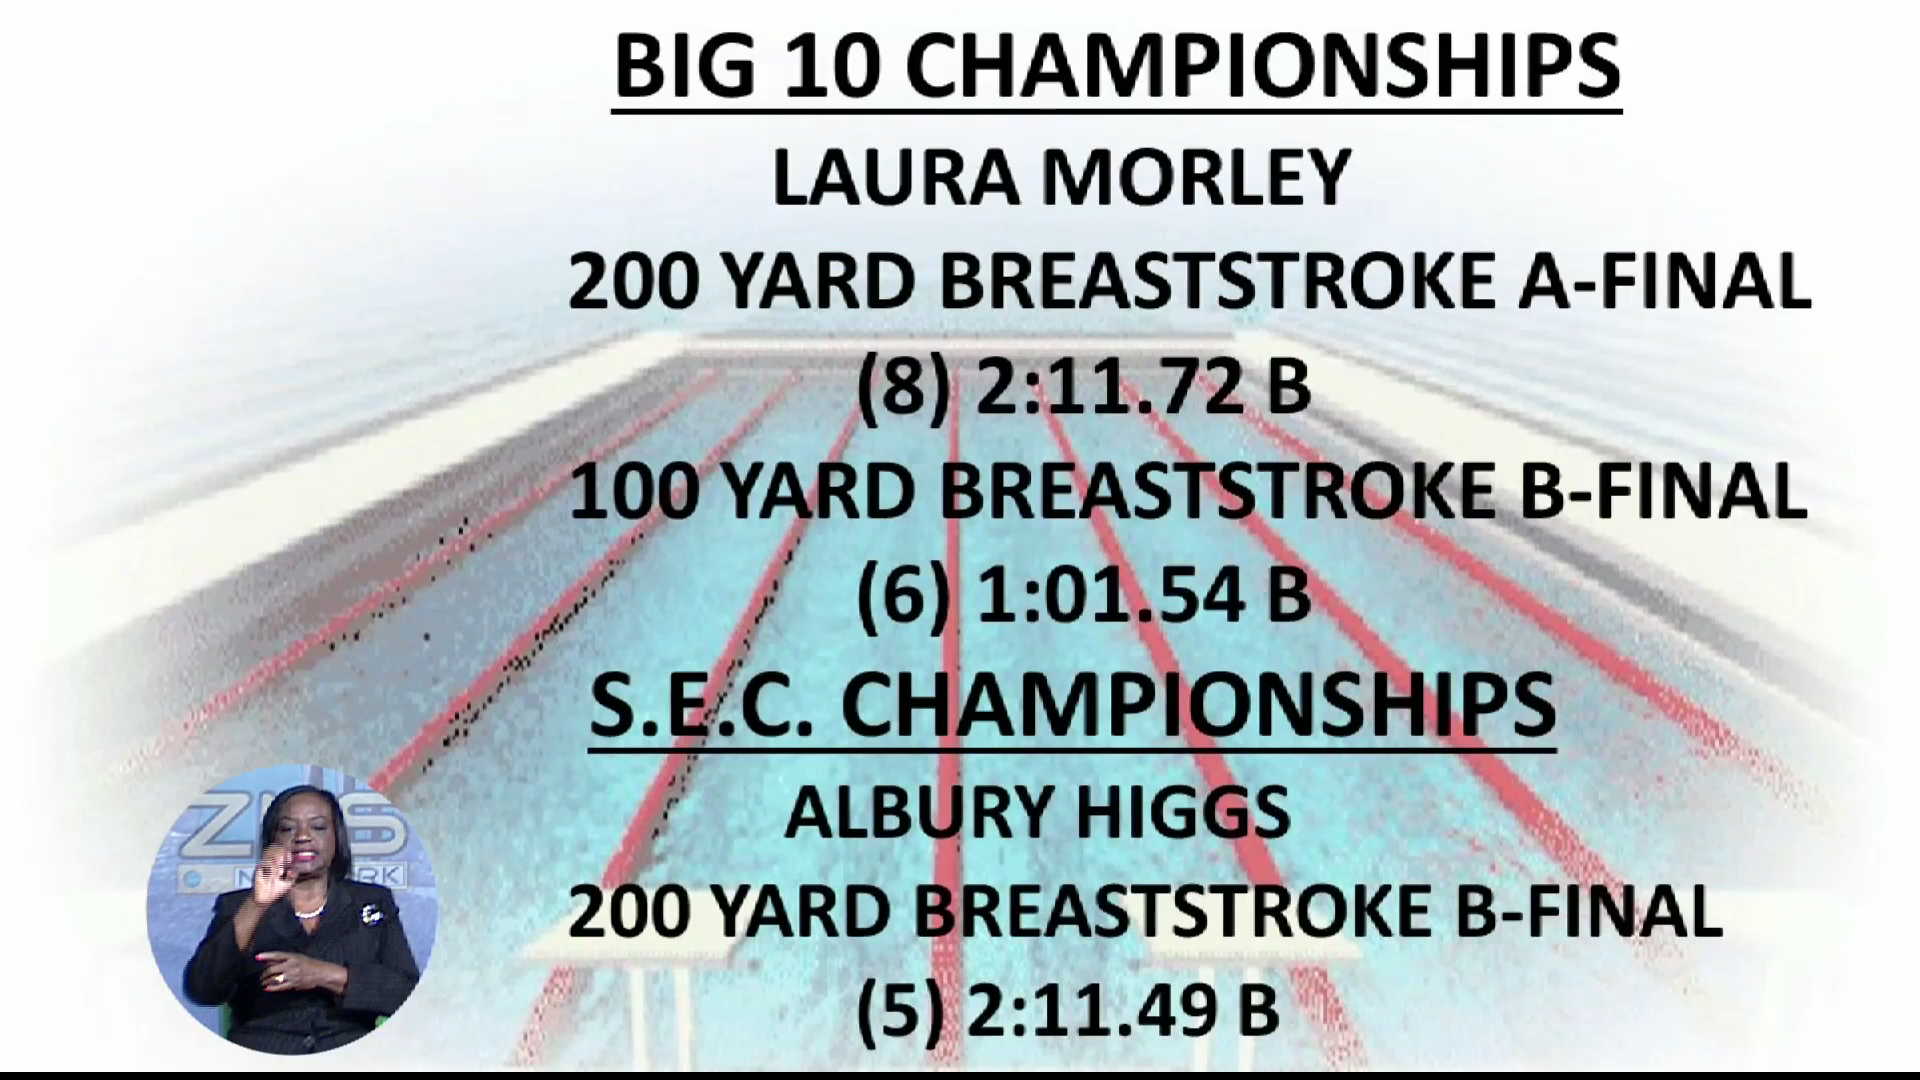 BIG 10 CHAMPIONSHIPS
LAURA MORLEY
200 YARD BREASTSTROKE A-FINAL
(8) 2:11.72 B
100 YARD BREASTSTROKE B-FINAL
(6) 1:01.54 B
S.E.C. CHAMPIONSHIPS
ALBURY HIGGS
200 YARD BREASTSTROKE B-FINAL
(5) 2:11.49 B